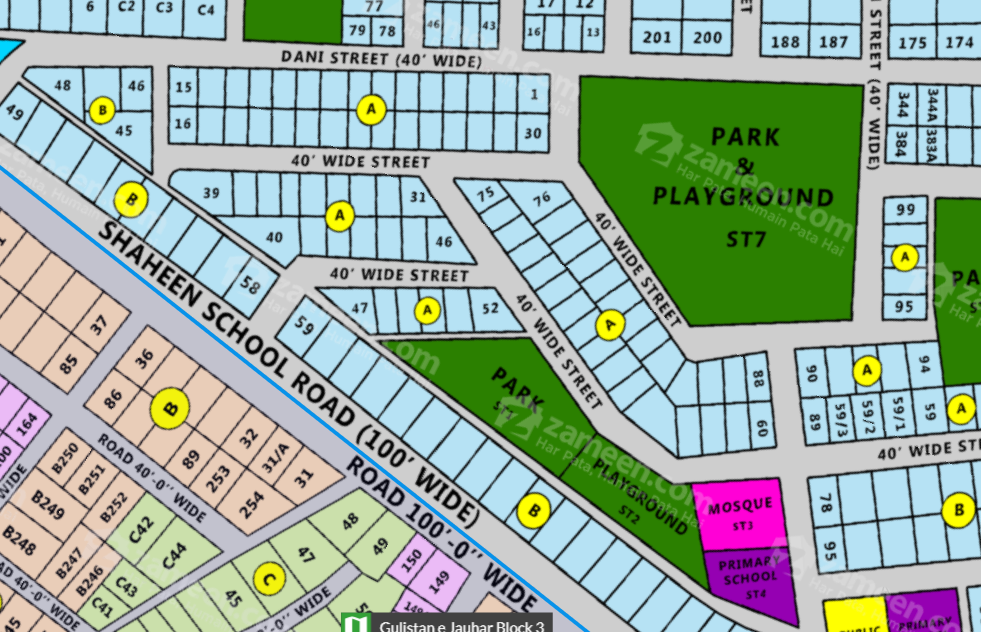 6 C2 C3 C4
77
79 78
46 43
17 12
16 13
201 200
188 187
175 174
DANI STREET (40' WIDE)
STREET (40' WIDE)
48 46
B
45
49
15 1
A
16 30
344 344A
384 383A
PARK
&
PLAYGROUND
ST7
40' WIDE STREET
39 31
A
40 46
B
58
75 76
40' WIDE STREET
99
A
95
40' WIDE STREET
47 A 52
40' WIDE STREET
A
SHAHEEN SCHOOL ROAD (100' WIDE)
59
37
85
36
86
B
32
31/A
31
89
253
254
PARK
ST1
PLAYGROUND
ST2
88
60
90 A 94
89 59/3 59/2 59/1 59 A
40' WIDE
78
95
B
MOSQUE
ST3
PRIMARY
SCHOOL
ST4
B
ROAD 100'-0" WIDE
ROAD 40'-0" WIDE
164
WIDE
B250
B251
B252
B249
B248
B247
B246
C42
C44
C43
C41
48
47
49
C
45
150
149
40'-0" WIDE
-0" WIDE
zameen.com
Har Pata, Humain Pata Hai
Gulistan e Jauhar Block 3